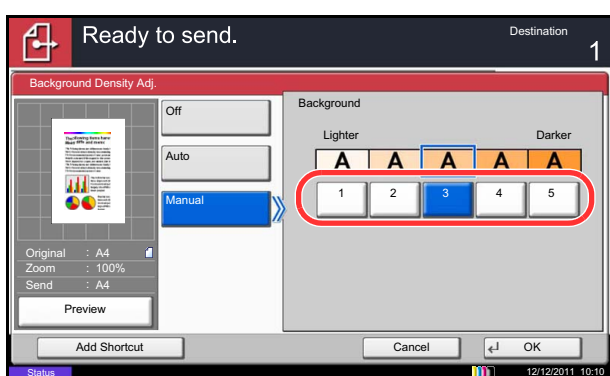 Ready to send.
Destination
1
Background Density Adj.
Off
Auto
Manual
Background
Lighter Darker
A A A A A
1 2 3 4 5
Original : A4
Zoom : 100%
Send : A4
Preview
Add Shortcut
Cancel
OK
Status
12/12/2011 10:10